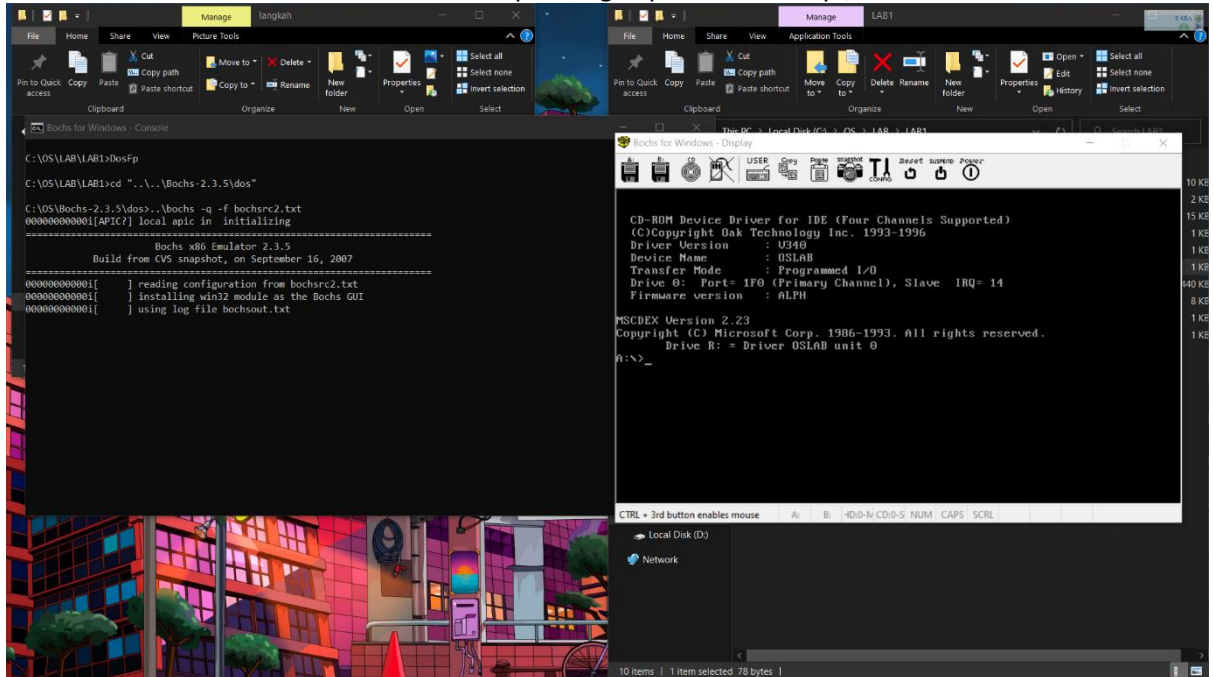 Manage
langkah
File
Home
Share
View
Picture Tools
Pin to Quick access
Copy
Paste
Cut
Copy path
Paste shortcut
Move to
Copy to
Delete
Rename
New folder
Properties
Select all
Select none
Invert selection
Clipboard
Organize
New
Open
Select
Manage
LAB1
File
Home
Share
View
Application Tools
Pin to Quick access
Copy
Paste
Cut
Copy path
Paste shortcut
Move to
Copy to
Delete
Rename
New folder
Properties
Open
Edit
History
Select all
Select none
Invert selection
Clipboard
Organize
New
Open
Select
This PC > Local Disk (C:) > OS > LAB > LAB1
Search LAB1
Bochs for Windows - Console
C:\OS\LAB\LAB1>DosFp
C:\OS\LAB\LAB1>cd "..\..\Bochs-2.3.5\dos"
C:\OS\Bochs-2.3.5\dos>..\bochs -q -f bochsrc2.txt
00000000000i[APIC?] local apic in  initializing
========================================================================
Bochs x86 Emulator 2.3.5
Build from CVS snapshot, on September 16, 2007
========================================================================
00000000000i[     ] reading configuration from bochsrc2.txt
00000000000i[     ] installing win32 module as the Bochs GUI
00000000000i[     ] using log file bochsout.txt
Bochs for Windows - Display
A:
B:
CD
USER
Copy
Paste
snapshot
CONFIG
Reset
SUSPEND
Power
CD-ROM Device Driver for IDE (Four Channels Supported)
(C)Copyright Oak Technology Inc. 1993-1996
Driver Version : V340
Device Name : OSLAB
Transfer Mode : Programmed I/O
Drive 0: Port= 1F0 (Primary Channel), Slave IRQ= 14
Firmware version : ALPH
MSCDEX Version 2.23
Copyright (C) Microsoft Corp. 1986-1993. All rights reserved.
Drive R: = Driver OSLAB unit 0
A:\>_
CTRL + 3rd button enables mouse
A:
B:
NUM
CAPS
SCRL
10 KB
2 KB
15 KB
1 KB
1 KB
1 KB
440 KB
8 KB
1 KB
1 KB
Local Disk (D:)
Network
10 items
1 item selected 78 bytes